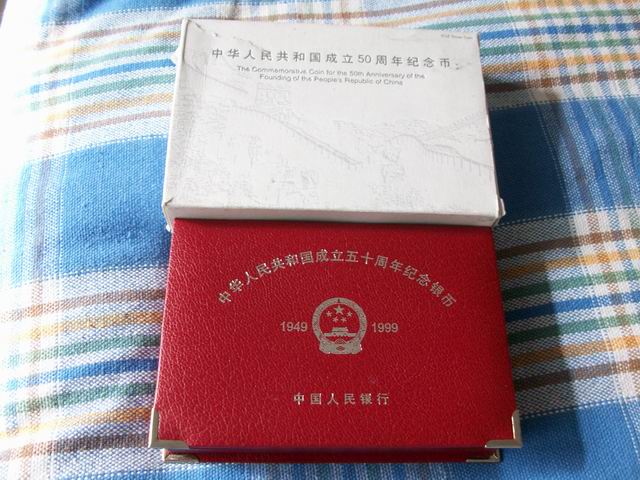 中华人民共和国成立50周年纪念币
The Commemorative Coin for the 50th Anniversary of the
Founding of the People's Republic of China
中华人民共和国成立五十周年纪念银币
1949 1999
中国人民银行